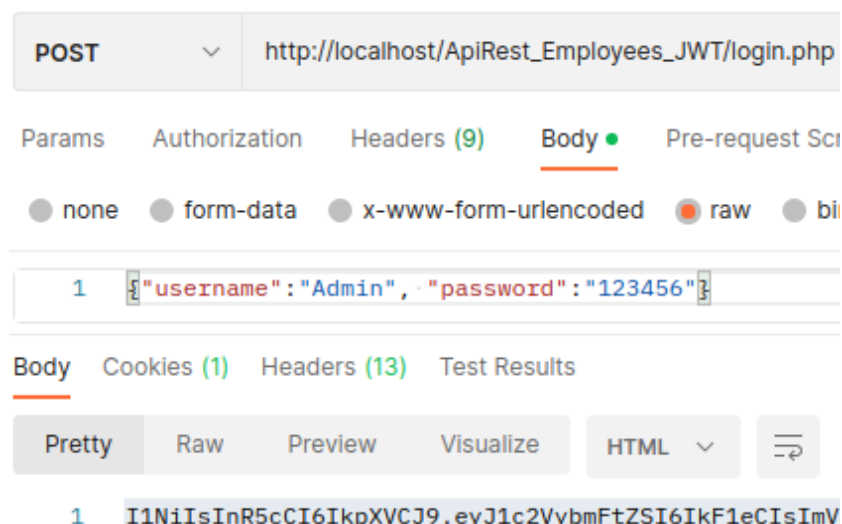 POST http://localhost/ApiRest_Employees_JWT/login.php
Params Authorization Headers (9) Body Pre-request Scr
none form-data x-www-form-urlencoded raw bi
1 {"username":"Admin", "password":"123456"}
Body Cookies (1) Headers (13) Test Results
Pretty Raw Preview Visualize HTML
1 I1NiIsInR5cCI6IkpXVCJ9.eyJ1c2VybmFtZSI6IkF1eCIsImV